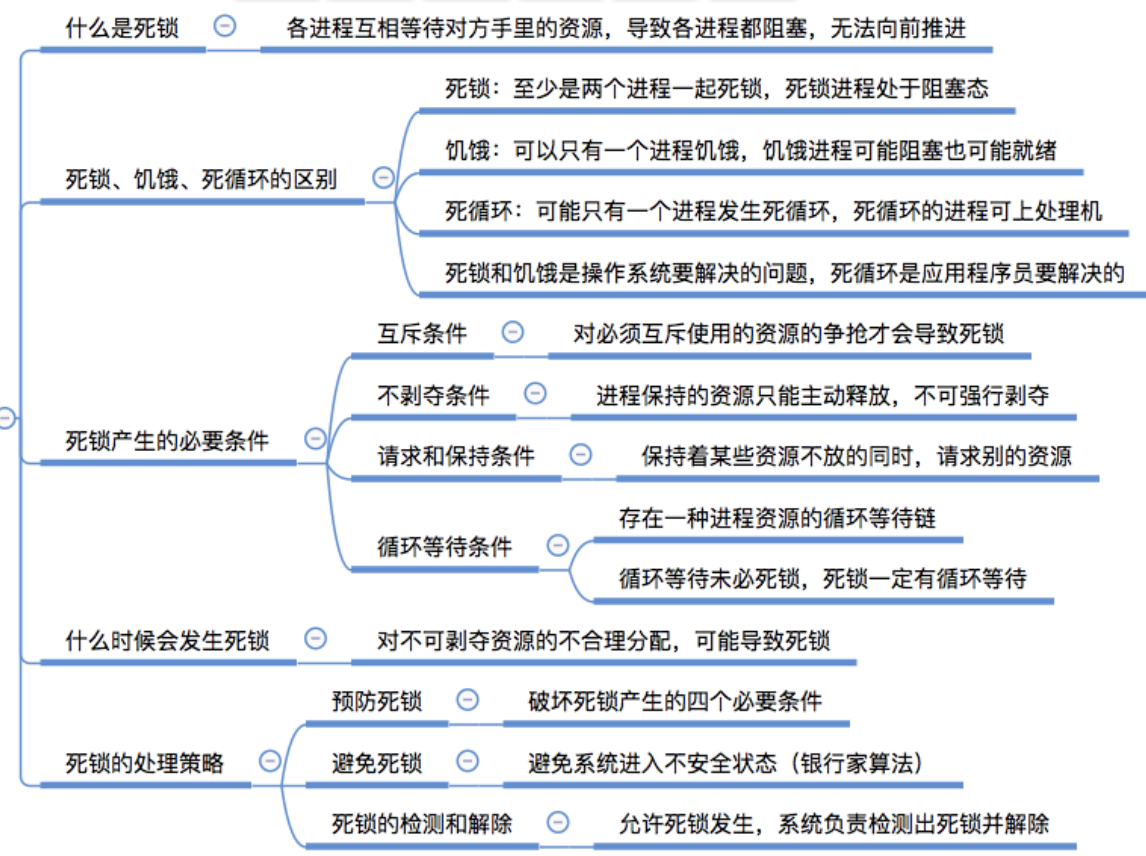 什么是死锁
各进程互相等待对方手里的资源，导致各进程都阻塞，无法向前推进
死锁、饥饿、死循环的区别
死锁：至少是两个进程一起死锁，死锁进程处于阻塞态
饥饿：可以只有一个进程饥饿，饥饿进程可能阻塞也可能就绪
死循环：可能只有一个进程发生死循环，死循环的进程可上处理机
死锁和饥饿是操作系统要解决的问题，死循环是应用程序员要解决的
死锁产生的必要条件
互斥条件
对必须互斥使用的资源的争抢才会导致死锁
不剥夺条件
进程保持的资源只能主动释放，不可强行剥夺
请求和保持条件
保持着某些资源不放的同时，请求别的资源
循环等待条件
存在一种进程资源的循环等待链
循环等待未必死锁，死锁一定有循环等待
什么时候会发生死锁
对不可剥夺资源的不合理分配，可能导致死锁
死锁的处理策略
预防死锁
破坏死锁产生的四个必要条件
避免死锁
避免系统进入不安全状态（银行家算法）
死锁的检测和解除
允许死锁发生，系统负责检测出死锁并解除